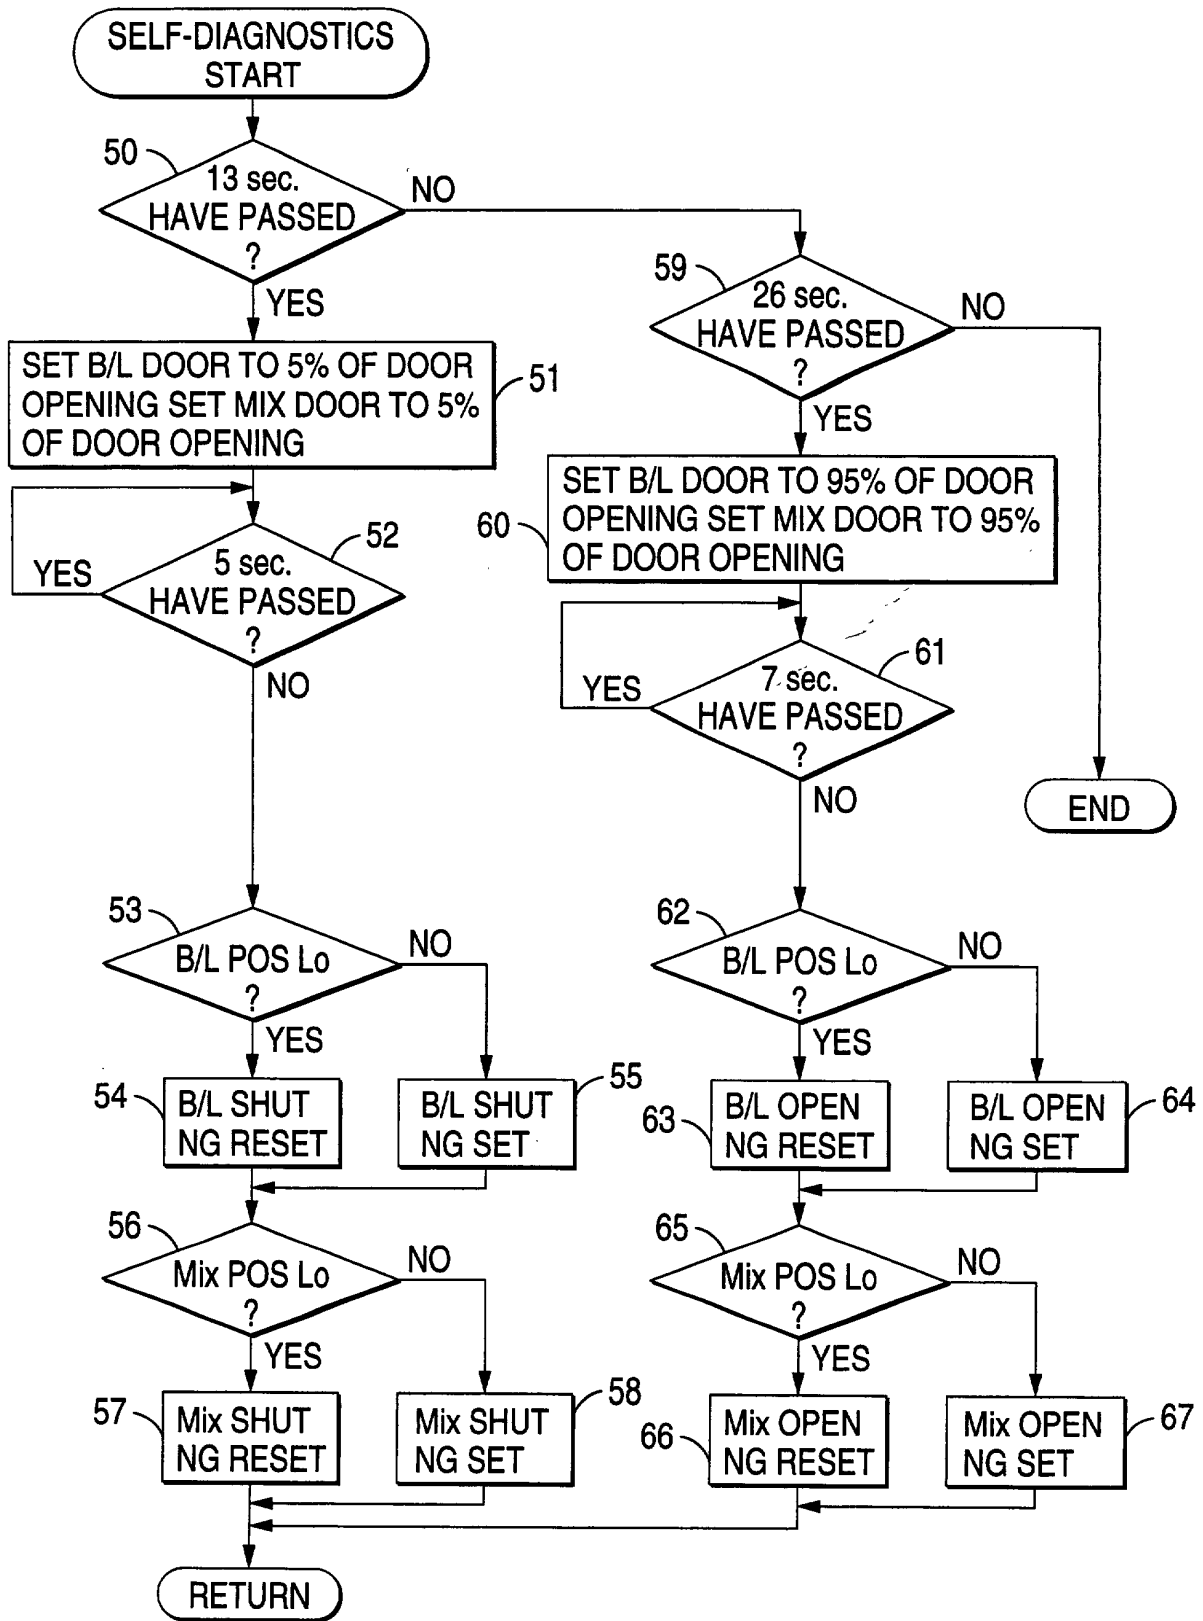 SELF-DIAGNOSTICS
START
50
13 sec.
HAVE PASSED
?
NO
YES
59
26 sec.
HAVE PASSED
?
NO
YES
SET B/L DOOR TO 5% OF DOOR
OPENING SET MIX DOOR TO 5%
OF DOOR OPENING
51
SET B/L DOOR TO 95% OF DOOR
OPENING SET MIX DOOR TO 95%
OF DOOR OPENING
60
52
5 sec.
HAVE PASSED
?
YES
NO
61
7 sec.
HAVE PASSED
?
YES
NO
END
53
B/L POS Lo
?
NO
YES
62
B/L POS Lo
?
NO
YES
54
B/L SHUT
NG RESET
55
B/L SHUT
NG SET
63
B/L OPEN
NG RESET
64
B/L OPEN
NG SET
56
Mix POS Lo
?
NO
YES
65
Mix POS Lo
?
NO
YES
57
Mix SHUT
NG RESET
58
Mix SHUT
NG SET
66
Mix OPEN
NG RESET
67
Mix OPEN
NG SET
RETURN